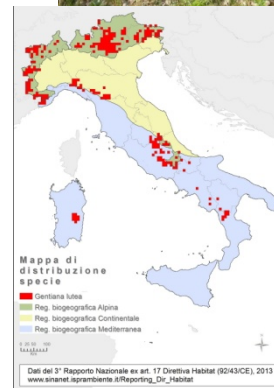 Mappa di
distribuzione
specie
Gentiana lutea
Reg. biogeografica Alpina
Reg. biogeografica Continentale
Reg. biogeografica Mediterranea
Dati del 3° Rapporto Nazionale ex art. 17 Direttiva Habitat (92/43/CE), 2013
www.sinanet.isprambiente.it/Reporting_Dir_Habitat